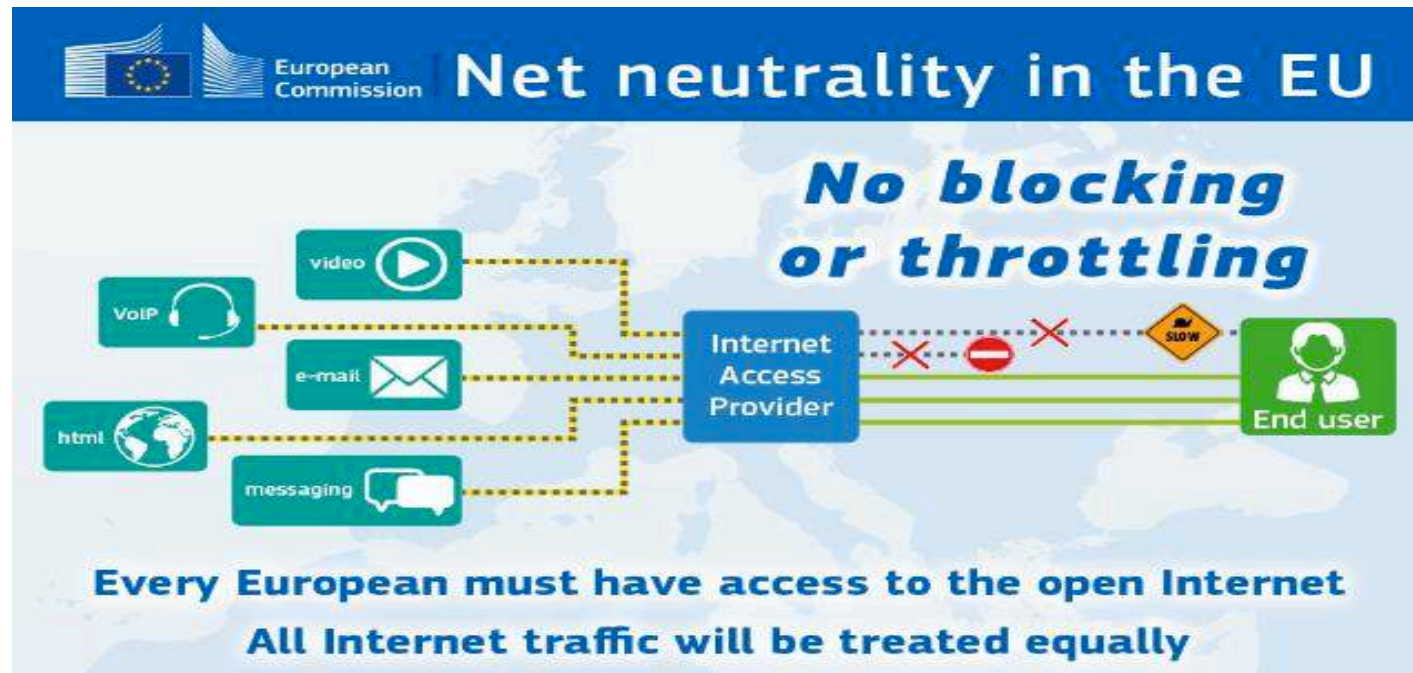 European
Commission
Net neutrality in the EU
No blocking
or throttling
video
VoIP
e-mail
html
messaging
Internet
Access
Provider
SLOW
End user
Every European must have access to the open Internet
All Internet traffic will be treated equally